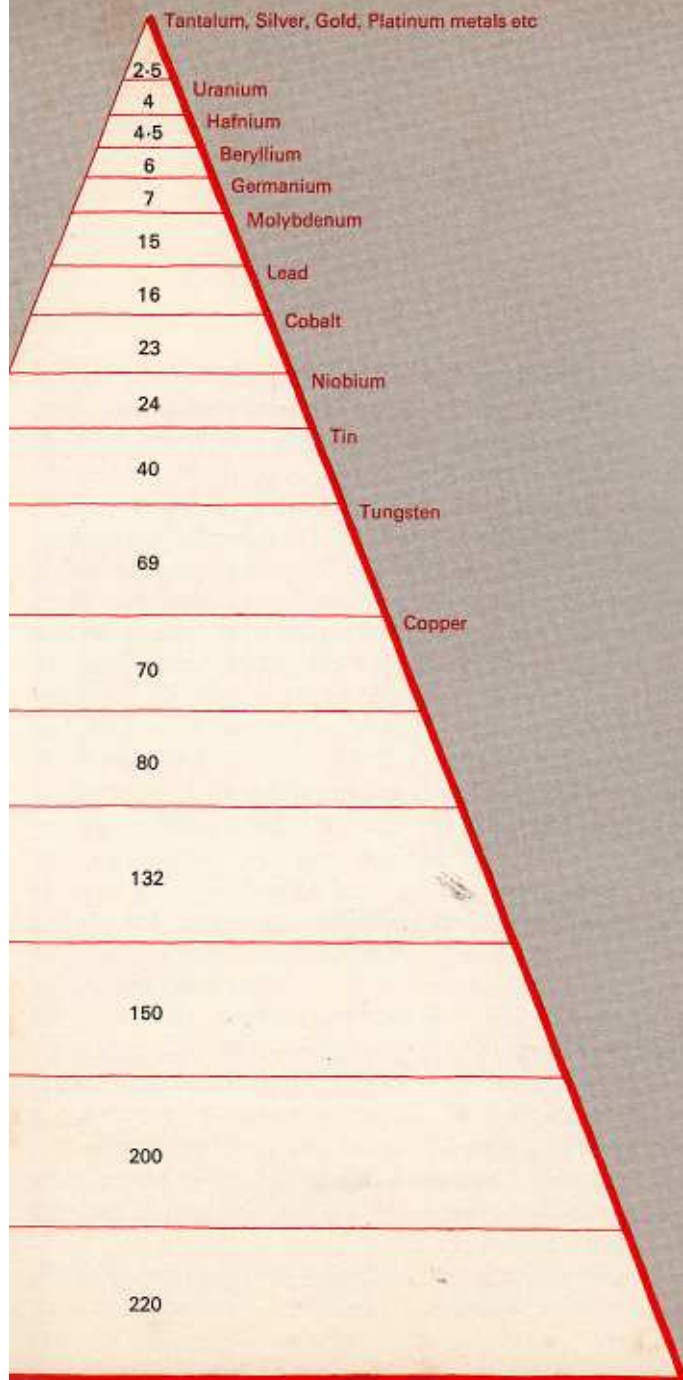 Tantalum, Silver, Gold, Platinum metals etc
2·5
Uranium
4
Hafnium
4·5
Beryllium
6
Germanium
7
Molybdenum
15
Lead
16
Cobalt
23
Niobium
24
Tin
40
Tungsten
69
Copper
70
80
132
150
200
220